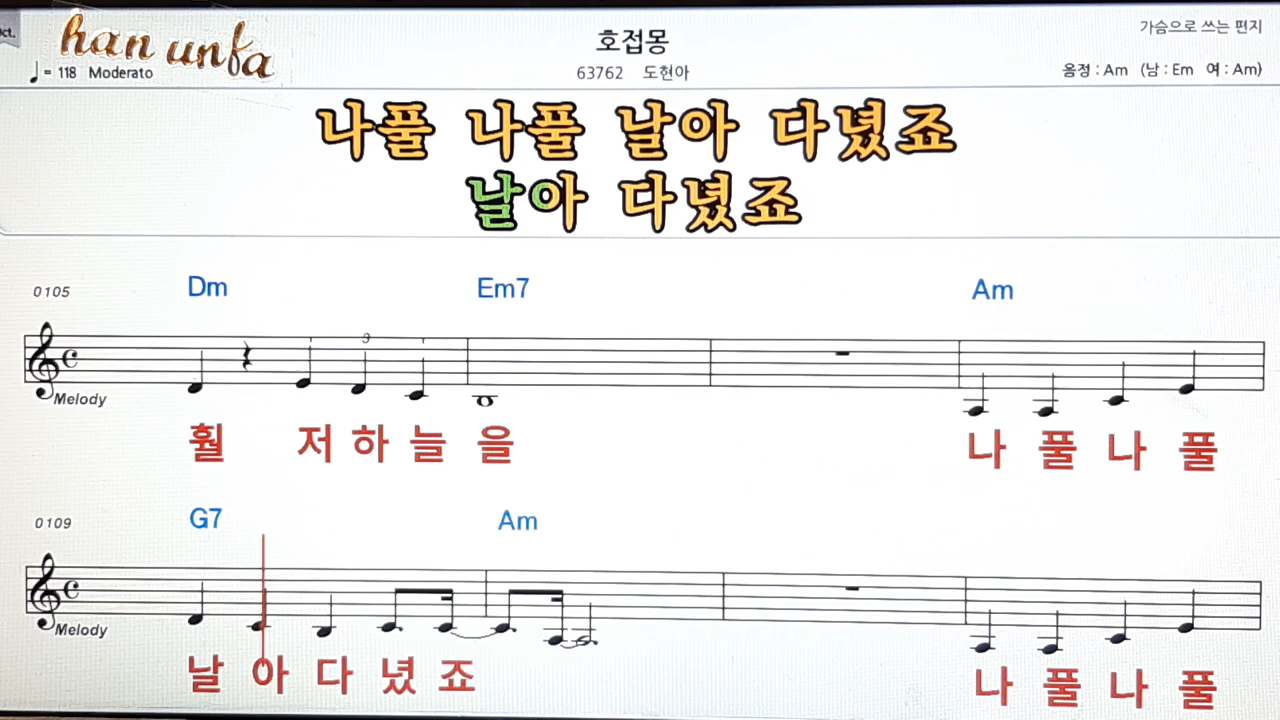 ct.
han unfa
호접몽
가슴으로 쓰는 편지
♩= 118 Moderato
63762 도현아
음정 : Am (남 : Em 여 : Am)
나풀 나풀 날아 다녔죠
날아 다녔죠
0105 Dm Em7 Am
3
Melody
훨 저 하 늘 을 나 풀 나 풀
0109 G7 Am
Melody
날 아 다 녔 죠 나 풀 나 풀